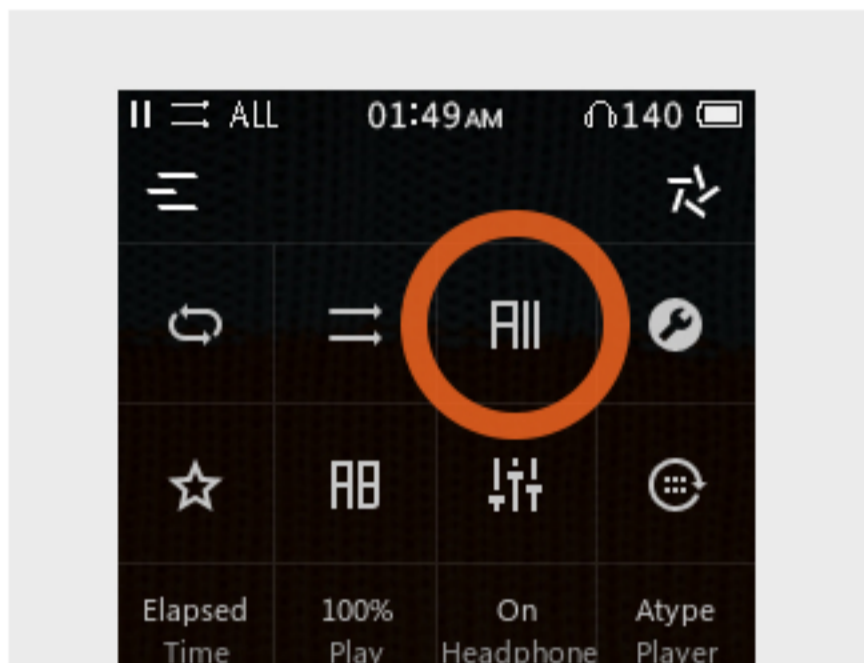 ALL 01:49AM 140
All
AB
Elapsed 100% On Atype
Time Play Headphone Player